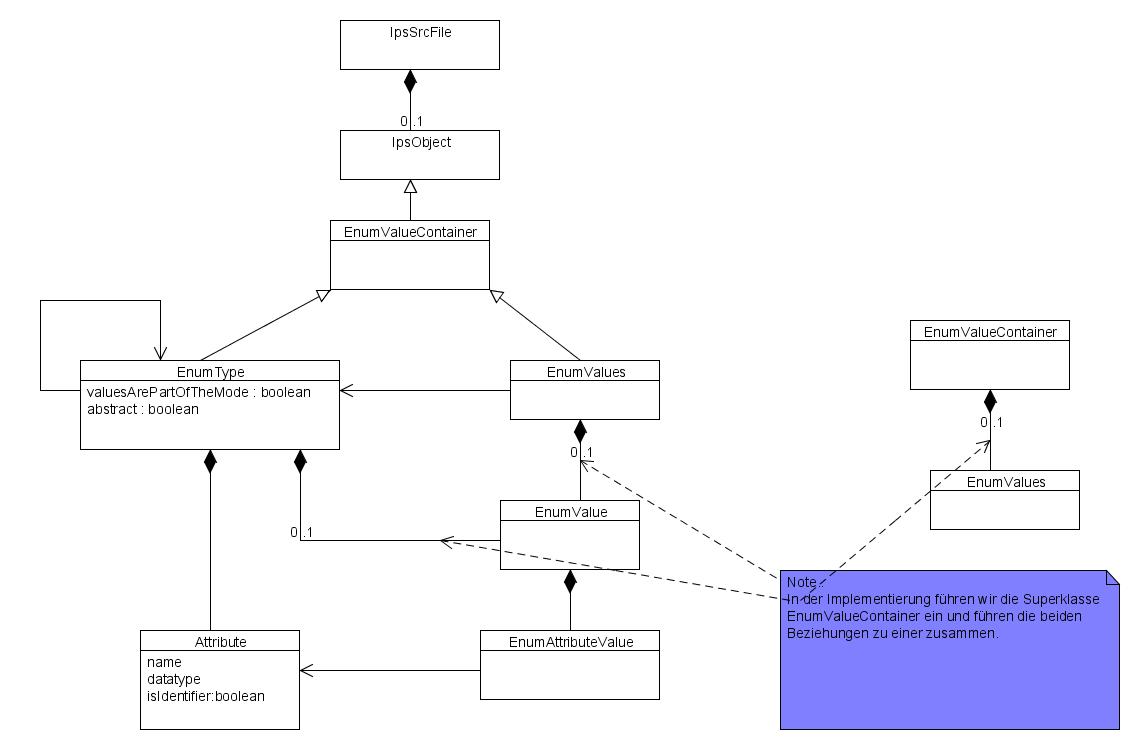 IpsSrcFile
0..1
IpsObject
EnumValueContainer
EnumType
valuesArePartOfTheMode : boolean
abstract : boolean
EnumValues
0..1
EnumValue
0..1
Attribute
name
datatype
isIdentifier:boolean
EnumAttributeValue
EnumValueContainer
0..1
EnumValues
Note..
In der Implementierung führen wir die Superklasse
EnumValueContainer ein und führen die beiden
Beziehungen zu einer zusammen.